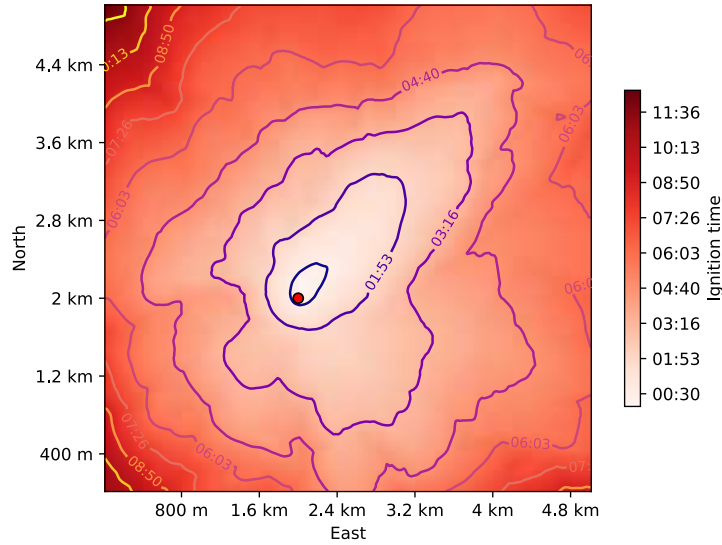 4.4 km
3.6 km
2.8 km
2 km
1.2 km
400 m
North
800 m
1.6 km
2.4 km
3.2 km
4 km
4.8 km
East
08:50
07:26
06:03
04:40
03:16
01:53
06:03
07:26
08:50
06:03
06:03
11:36
10:13
08:50
07:26
06:03
04:40
03:16
01:53
00:30
Ignition time